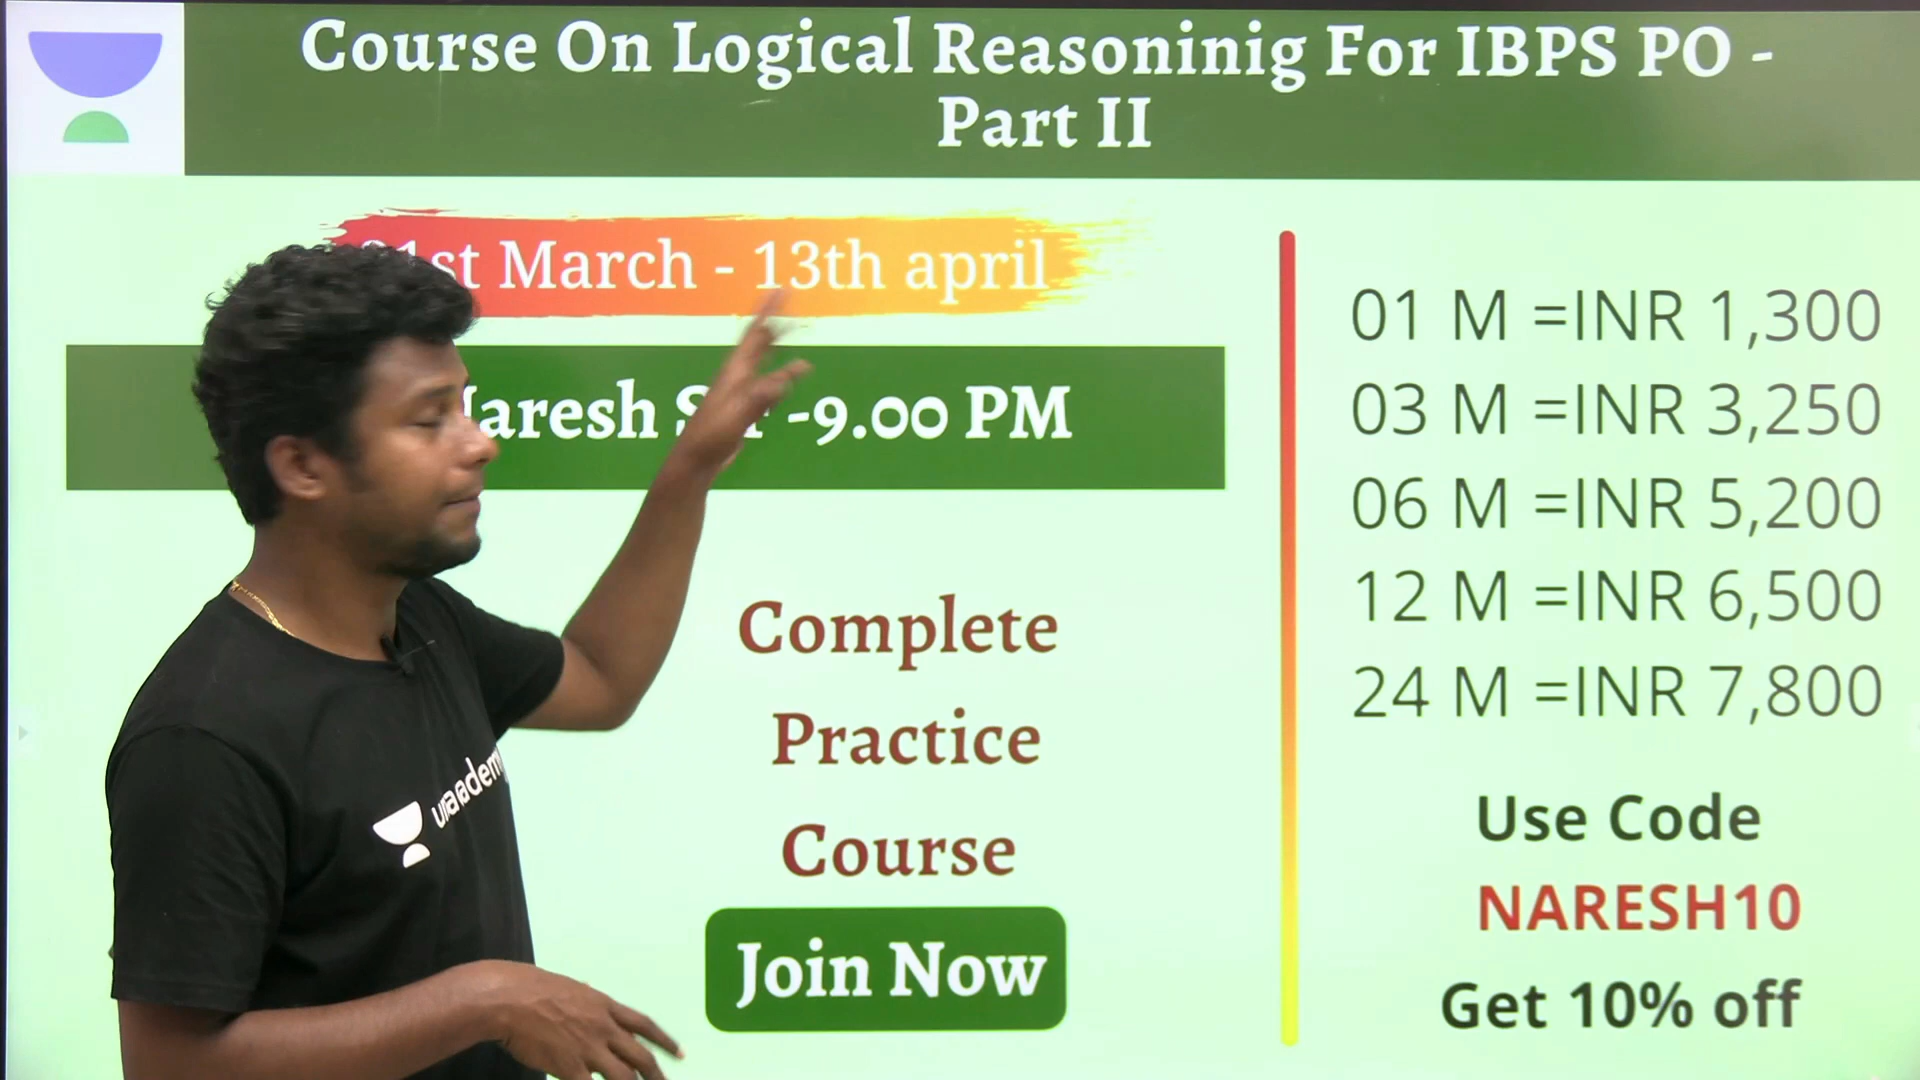 Course On Logical Reasoninig For IBPS PO -
Part II
March - 13th april
-9.00 PM
Complete
Practice
Course
Join Now
01 M =INR 1,300
03 M =INR 3,250
06 M =INR 5,200
12 M =INR 6,500
24 M =INR 7,800
Use Code
NARESH10
Get 10% off